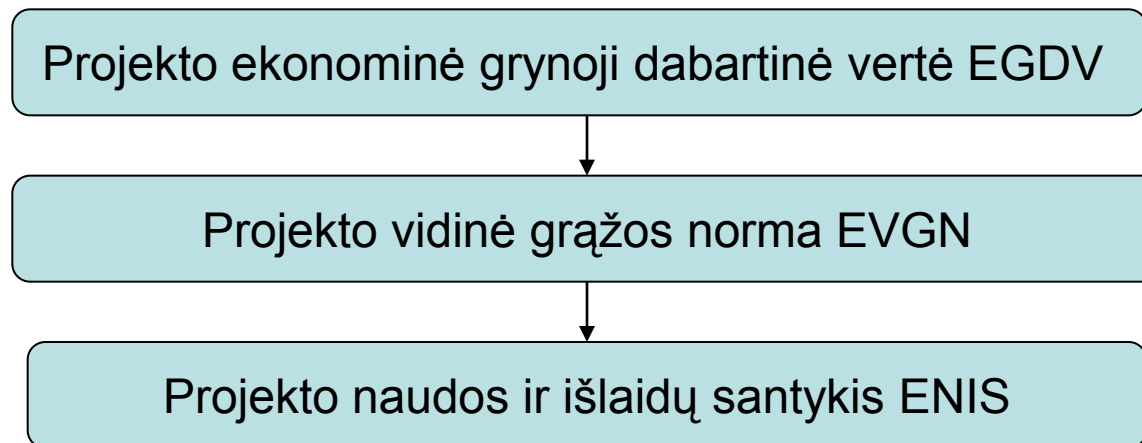 Projekto ekonominė grynoji dabartinė vertė EGDV
Projekto vidinė grąžos norma EVGN
Projekto naudos ir išlaidų santykis ENIS